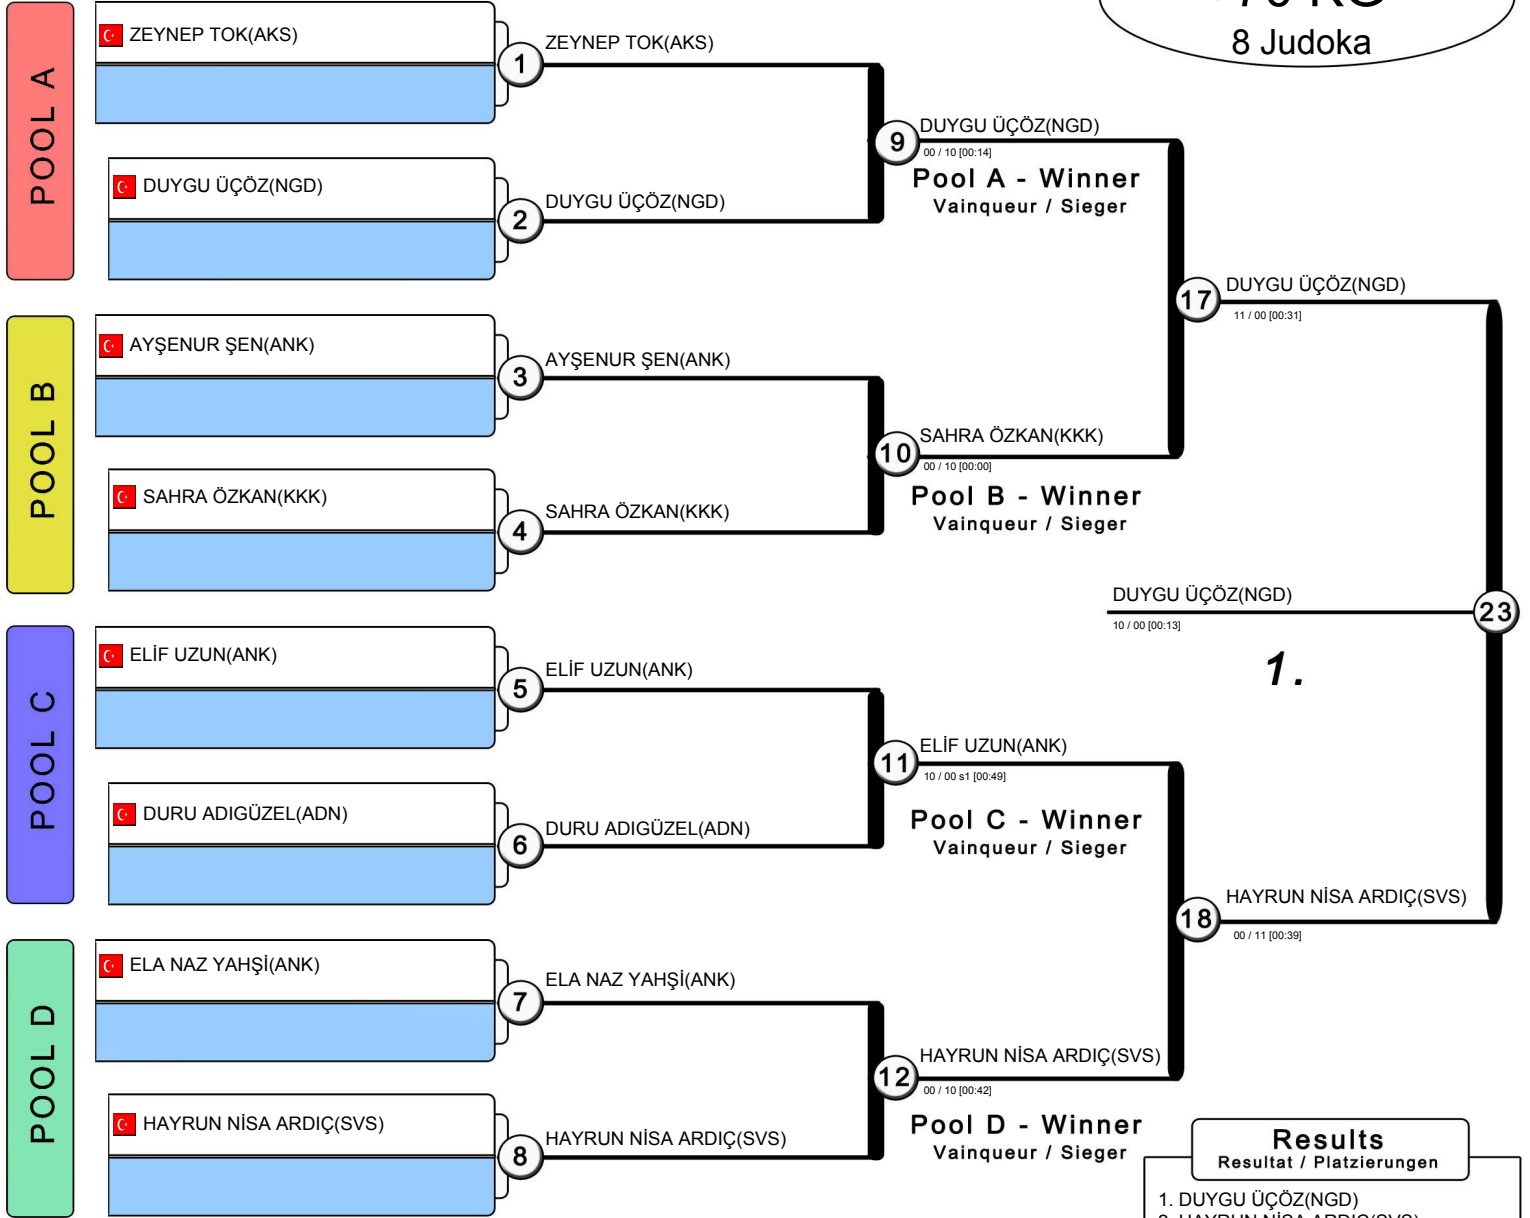 8 Judoka
POOL A
ZEYNEP TOK(AKS)
1
ZEYNEP TOK(AKS)
DUYGU ÜÇÖZ(NGD)
2
DUYGU ÜÇÖZ(NGD)
9
DUYGU ÜÇÖZ(NGD)
00 / 10 [00:14]
Pool A - Winner
Vainqueur / Sieger
POOL B
AYŞENUR ŞEN(ANK)
3
AYŞENUR ŞEN(ANK)
SAHRA ÖZKAN(KKK)
4
SAHRA ÖZKAN(KKK)
10
SAHRA ÖZKAN(KKK)
00 / 10 [00:00]
Pool B - Winner
Vainqueur / Sieger
17
DUYGU ÜÇÖZ(NGD)
11 / 00 [00:31]
POOL C
ELİF UZUN(ANK)
5
ELİF UZUN(ANK)
DURU ADIGÜZEL(ADN)
6
DURU ADIGÜZEL(ADN)
11
ELİF UZUN(ANK)
10 / 00 s1 [00:49]
Pool C - Winner
Vainqueur / Sieger
POOL D
ELA NAZ YAHŞİ(ANK)
7
ELA NAZ YAHŞİ(ANK)
HAYRUN NİSA ARDIÇ(SVS)
8
HAYRUN NİSA ARDIÇ(SVS)
12
HAYRUN NİSA ARDIÇ(SVS)
00 / 10 [00:42]
Pool D - Winner
Vainqueur / Sieger
18
HAYRUN NİSA ARDIÇ(SVS)
00 / 11 [00:39]
23
DUYGU ÜÇÖZ(NGD)
10 / 00 [00:13]
1.
Results
Resultat / Platzierungen
1. DUYGU ÜÇÖZ(NGD)
2. HAYRUN NİSA ARDIÇ(SVS)